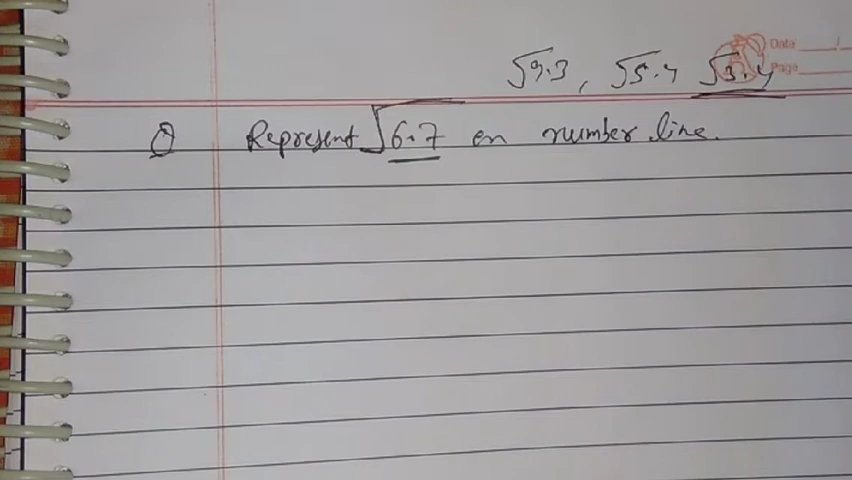 Date
Page
√9.3, √5.4 √3.4
Q Represent √6.7 on number line.